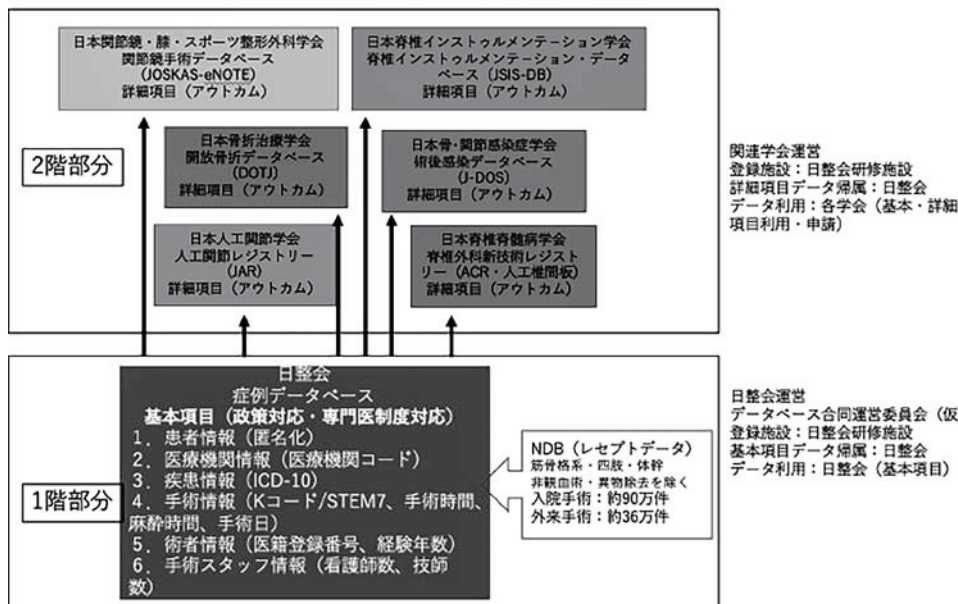 日本関節鏡・膝・スポーツ整形外科学会
関節鏡手術データベース
(JOSKAS-eNOTE)
詳細項目（アウトカム）
日本脊椎インストゥルメンテーション学会
脊椎インストゥルメンテーション・データ
ベース（JSIS-DB）
詳細項目（アウトカム）
2階部分
日本骨折治療学会
開放骨折データベース
(DOTJ)
詳細項目（アウトカム）
日本骨・関節感染症学会
術後感染データベース
(J-DOS)
詳細項目（アウトカム）
日本人工関節学会
人工関節レジストリー
(JAR)
詳細項目（アウトカム）
日本脊椎脊髄病学会
脊椎外科新技術レジスト
リー（ACR・人工椎間板）
詳細項目（アウトカム）
関連学会運営
登録施設：日整会研修施設
詳細項目データ帰属：日整会
データ利用：各学会（基本・詳細
項目利用・申請）
1階部分
日整会
症例データベース
基本項目（政策対応・専門医制度対応）
1．患者情報（匿名化）
2．医療機関情報（医療機関コード）
3．疾患情報（ICD-10）
4．手術情報（Kコード/STEM7、手術時間、
麻酔時間、手術日）
5．術者情報（医籍登録番号、経験年数）
6．手術スタッフ情報（看護師数、技師
数）
NDB（レセプトデータ）
筋骨格系・四肢・体幹
非観血術・異物除去を除く
入院手術：約90万件
外来手術：約36万件
日整会運営
データベース合同運営委員会（仮
登録施設：日整会研修施設
基本項目データ帰属：日整会
データ利用：日整会（基本項目）